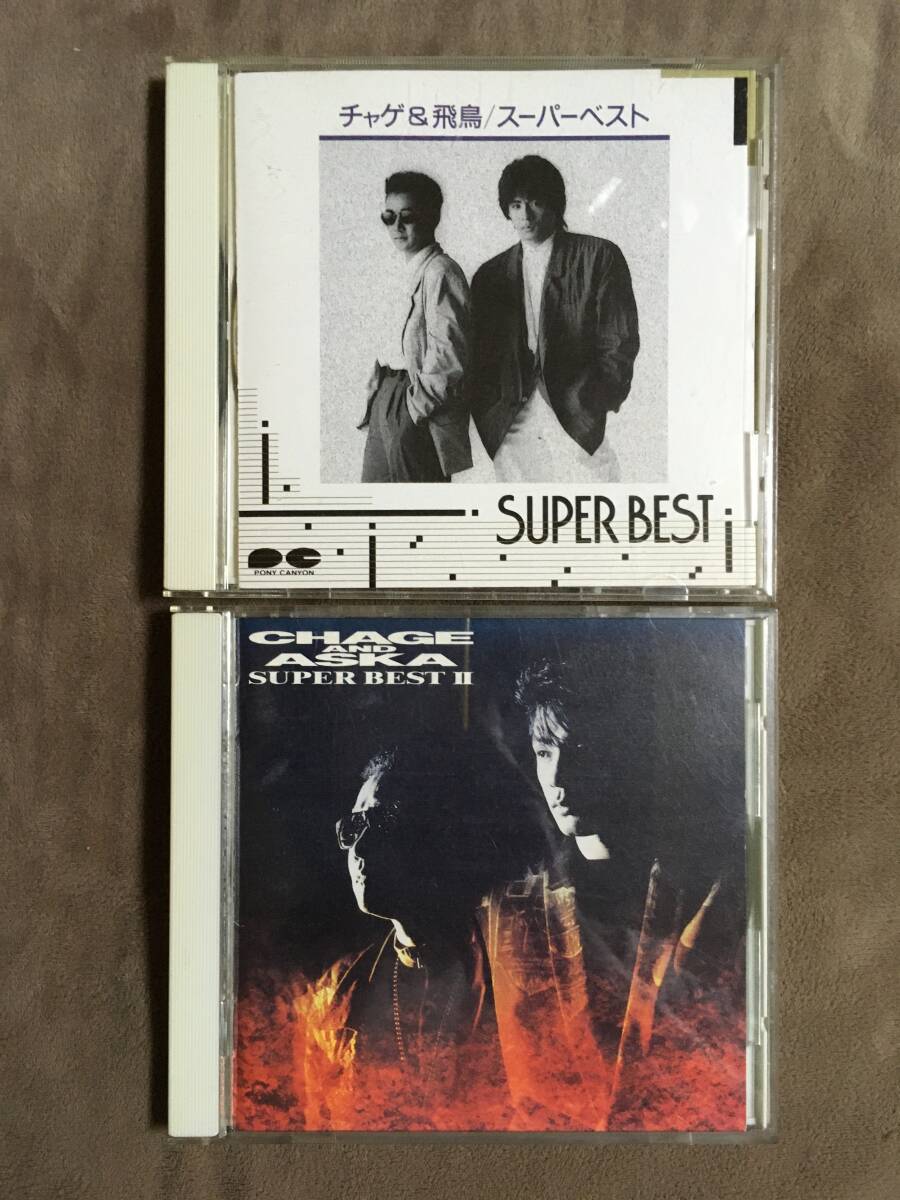 チャゲ&飛鳥/スーパーベスト
SUPER BEST
PONY CANYON
CHAGE
AND
ASKA
SUPER BEST II